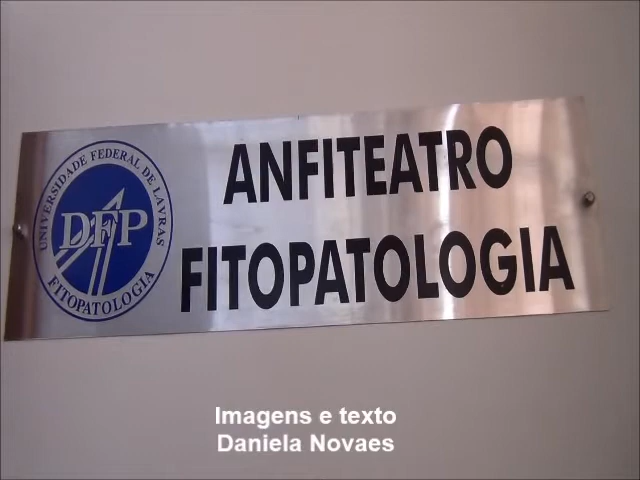 ANFITEATRO
FITOPATOLOGIA
UNIVERSIDADE FEDERAL DE LAVRAS
DFP
FITOPATOLOGIA
Imagens e texto
Daniela Novaes